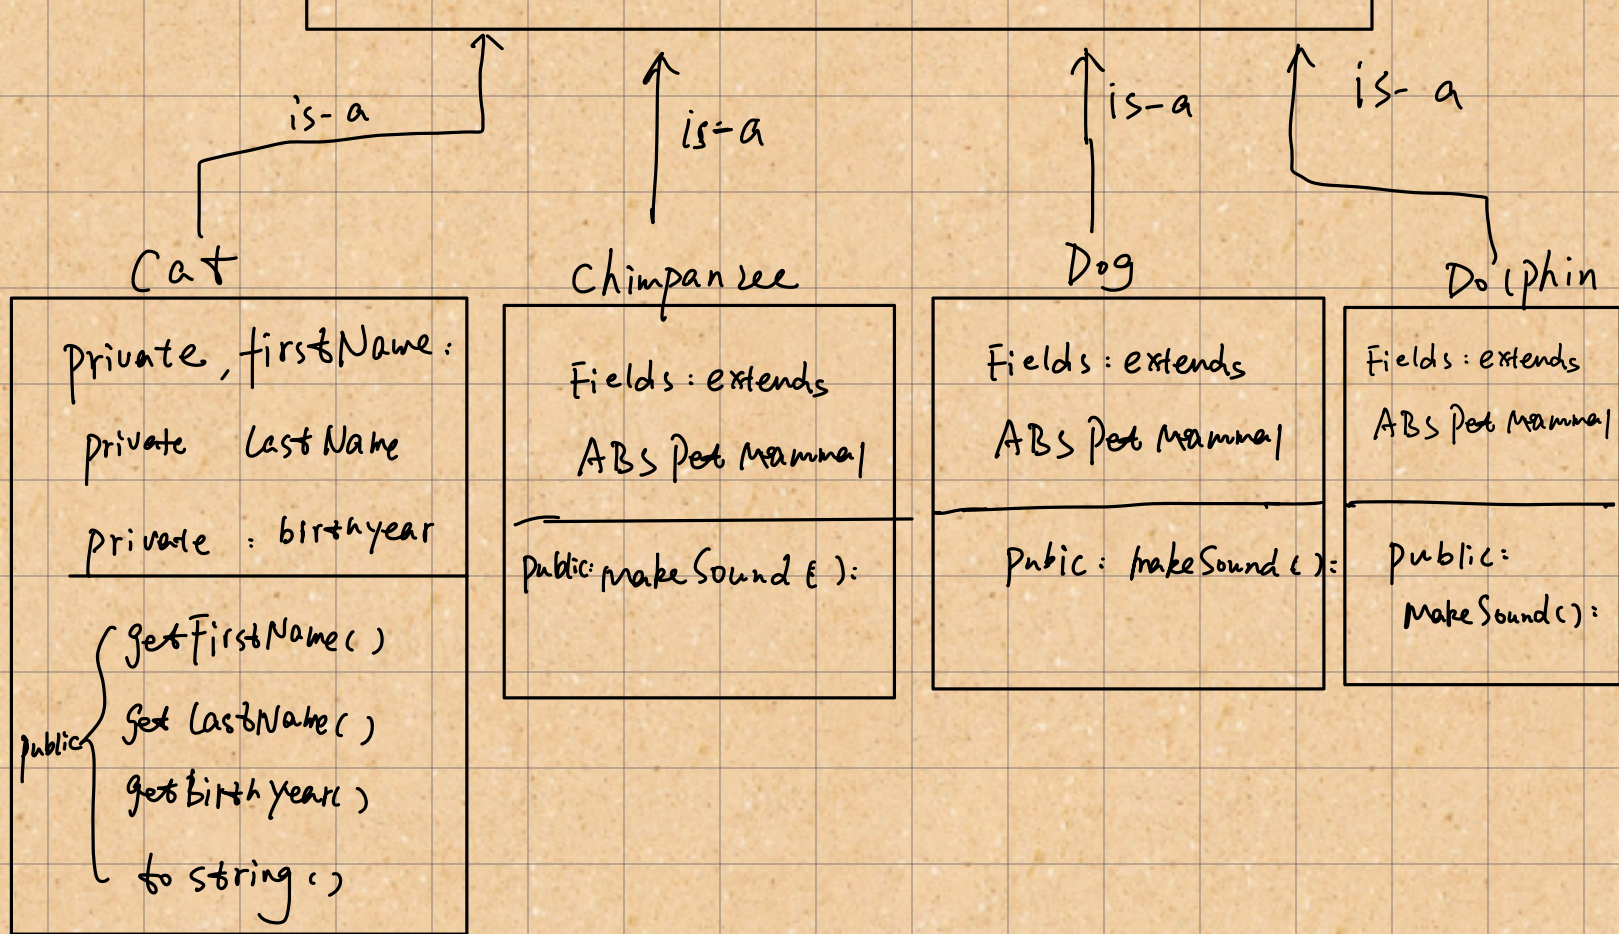 is-a
is-a
is-a
is-a
Cat
Chimpanzee
Dog
Dolphin
private, firstName:
private lastName
private : birthyear
public
getFirstName()
get LastName()
getBirthYear()
to string ()
Fields: extends
ABS Pet Mammal
public: makeSound():
Fields: extends
ABS Pet Mammal
Pubic: makeSound():
Fields: extends
ABS Pet Mammal
public:
makeSound():